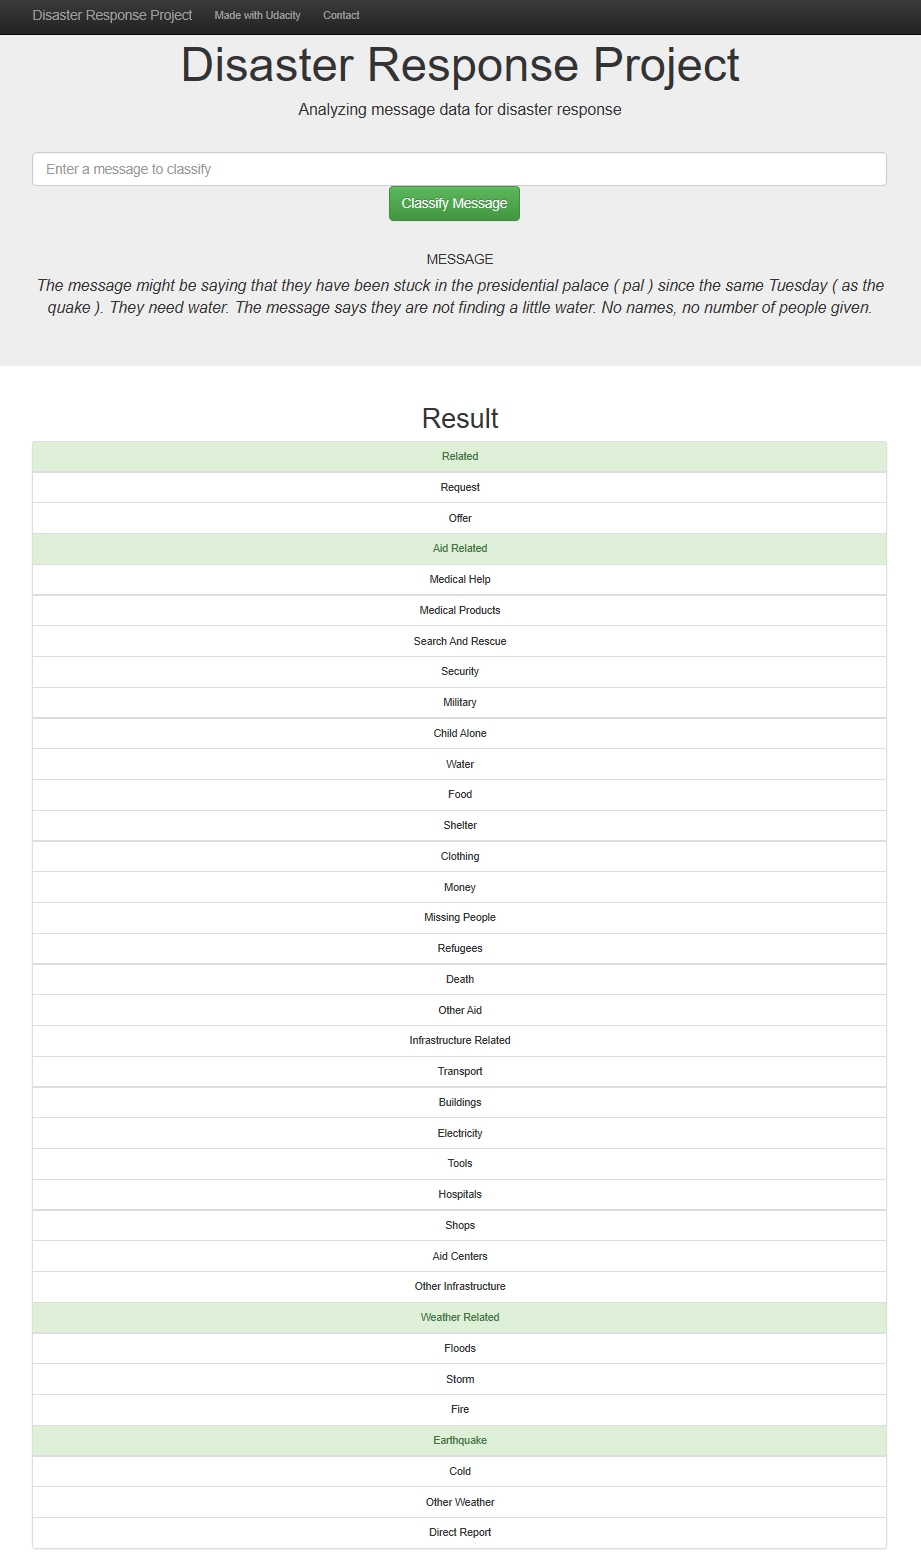 Disaster Response Project Made with Udacity Contact
Disaster Response Project
Analyzing message data for disaster response
Enter a message to classify
Classify Message
MESSAGE
The message might be saying that they have been stuck in the presidential palace ( pal ) since the same Tuesday ( as the
quake ). They need water. The message says they are not finding a little water. No names, no number of people given.
Result
Related
Request
Offer
Aid Related
Medical Help
Medical Products
Search And Rescue
Security
Military
Child Alone
Water
Food
Shelter
Clothing
Money
Missing People
Refugees
Death
Other Aid
Infrastructure Related
Transport
Buildings
Electricity
Tools
Hospitals
Shops
Aid Centers
Other Infrastructure
Weather Related
Floods
Storm
Fire
Earthquake
Cold
Other Weather
Direct Report